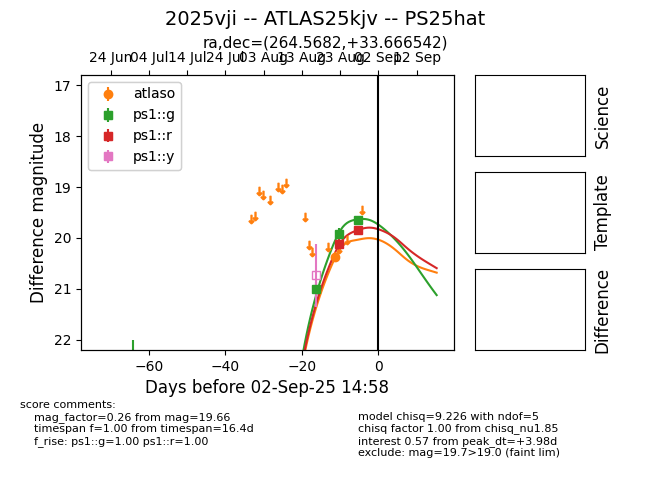 2025vji -- ATLAS25kjv -- PS25hat
ra,dec=(264.5682,+33.666542)
24 Jun 04 Jul 14 Jul 24 Jul 03 Aug 13 Aug 23 Aug 02 Sep 12 Sep
17
18
19
20
21
22
Difference magnitude
atlaso
ps1::g
ps1::r
ps1::y
−60 −40 −20 0
Days before 02-Sep-25 14:58
Science
Template
Difference
score comments:
mag_factor=0.26 from mag=19.66
timespan f=1.00 from timespan=16.4d
f_rise: ps1::g=1.00 ps1::r=1.00
model chisq=9.226 with ndof=5
chisq factor 1.00 from chisq_nu1.85
interest 0.57 from peak_dt=+3.98d
exclude: mag=19.7>19.0 (faint lim)